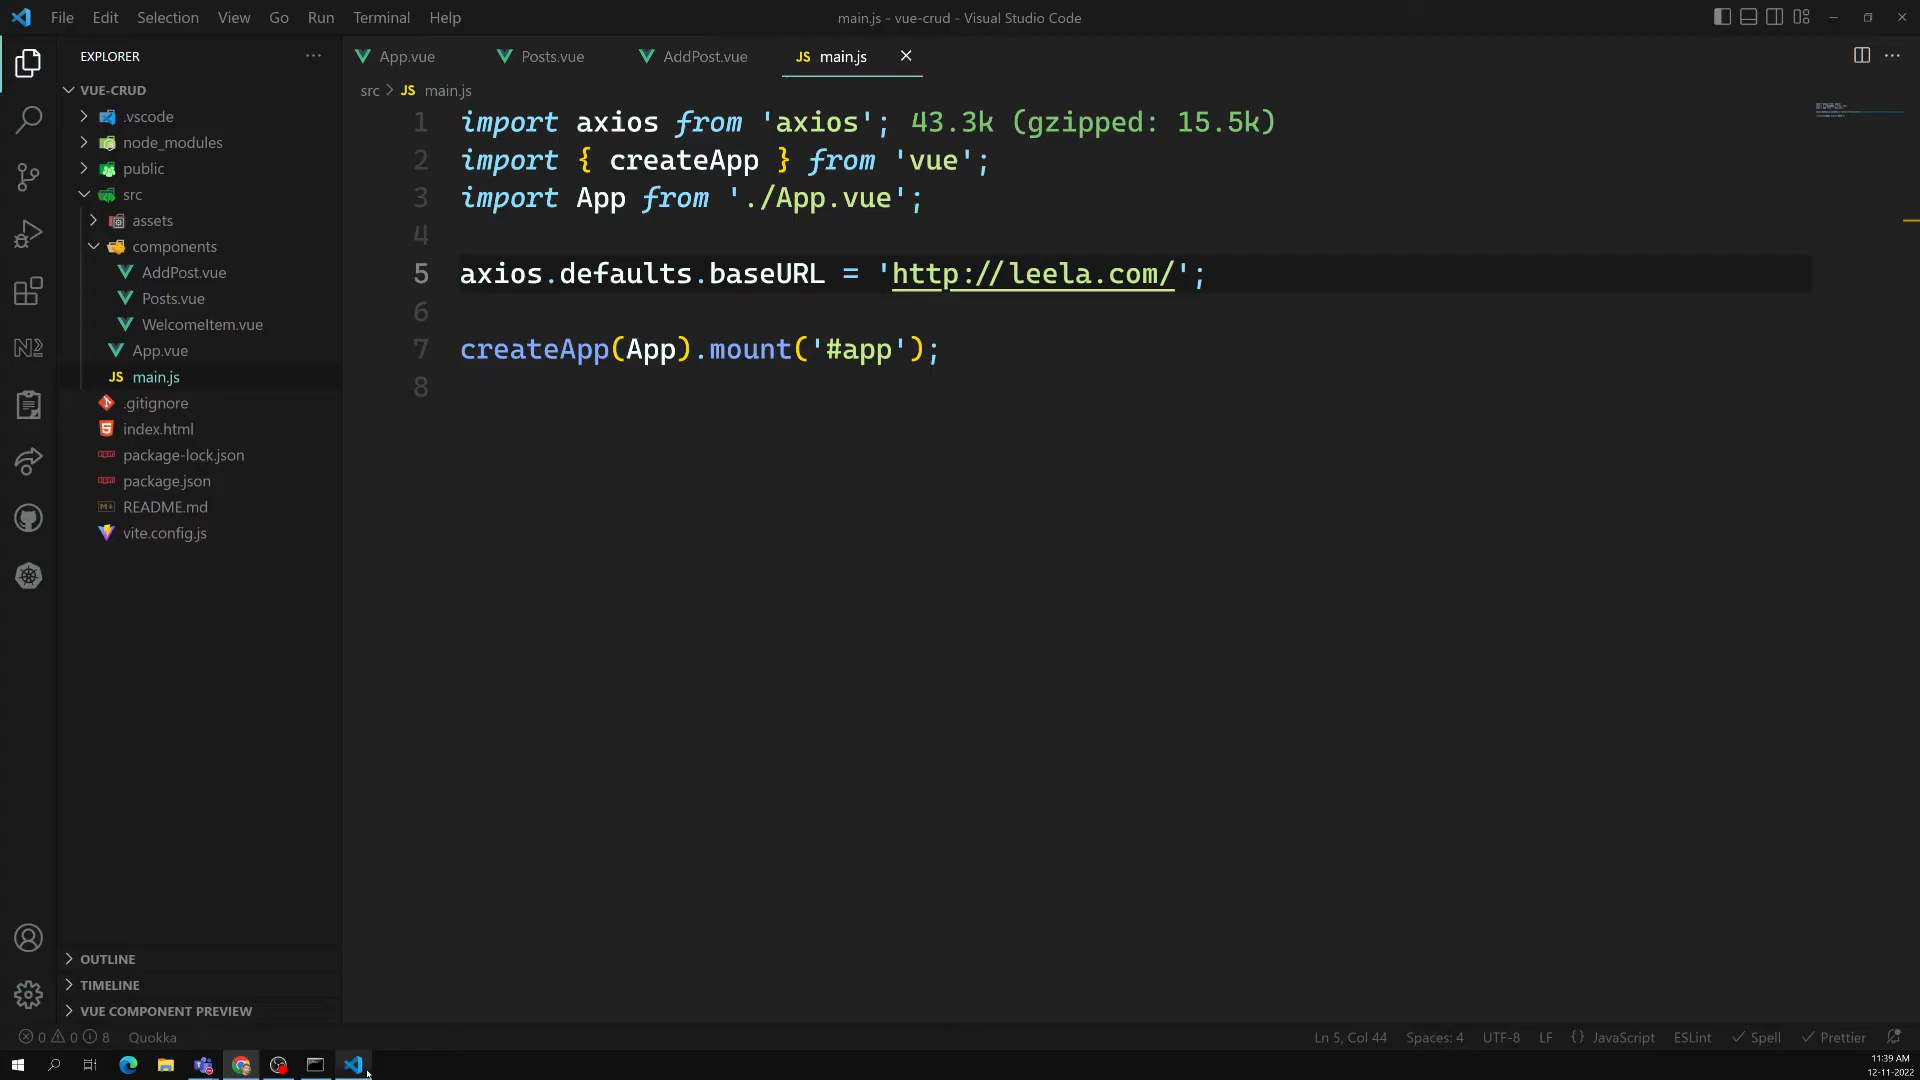 File Edit Selection View Go Run Terminal Help
main.js - vue-crud - Visual Studio Code
EXPLORER
VUE-CRUD
.vscode
node_modules
public
src
assets
components
AddPost.vue
Posts.vue
WelcomeItem.vue
App.vue
JS main.js
.gitignore
index.html
package-lock.json
package.json
README.md
vite.config.js
OUTLINE
TIMELINE
VUE COMPONENT PREVIEW
App.vue Posts.vue AddPost.vue JS main.js
src > JS main.js
1 import axios from 'axios'; 43.3k (gzipped: 15.5k)
2 import { createApp } from 'vue';
3 import App from './App.vue';
4
5 axios.defaults.baseURL = 'http://leela.com/';
6
7 createApp(App).mount('#app');
8
0 0 8 Quokka
Ln 5, Col 44 Spaces: 4 UTF-8 LF {} JavaScript ESLint Spell Prettier
11:39 AM
12-11-2022